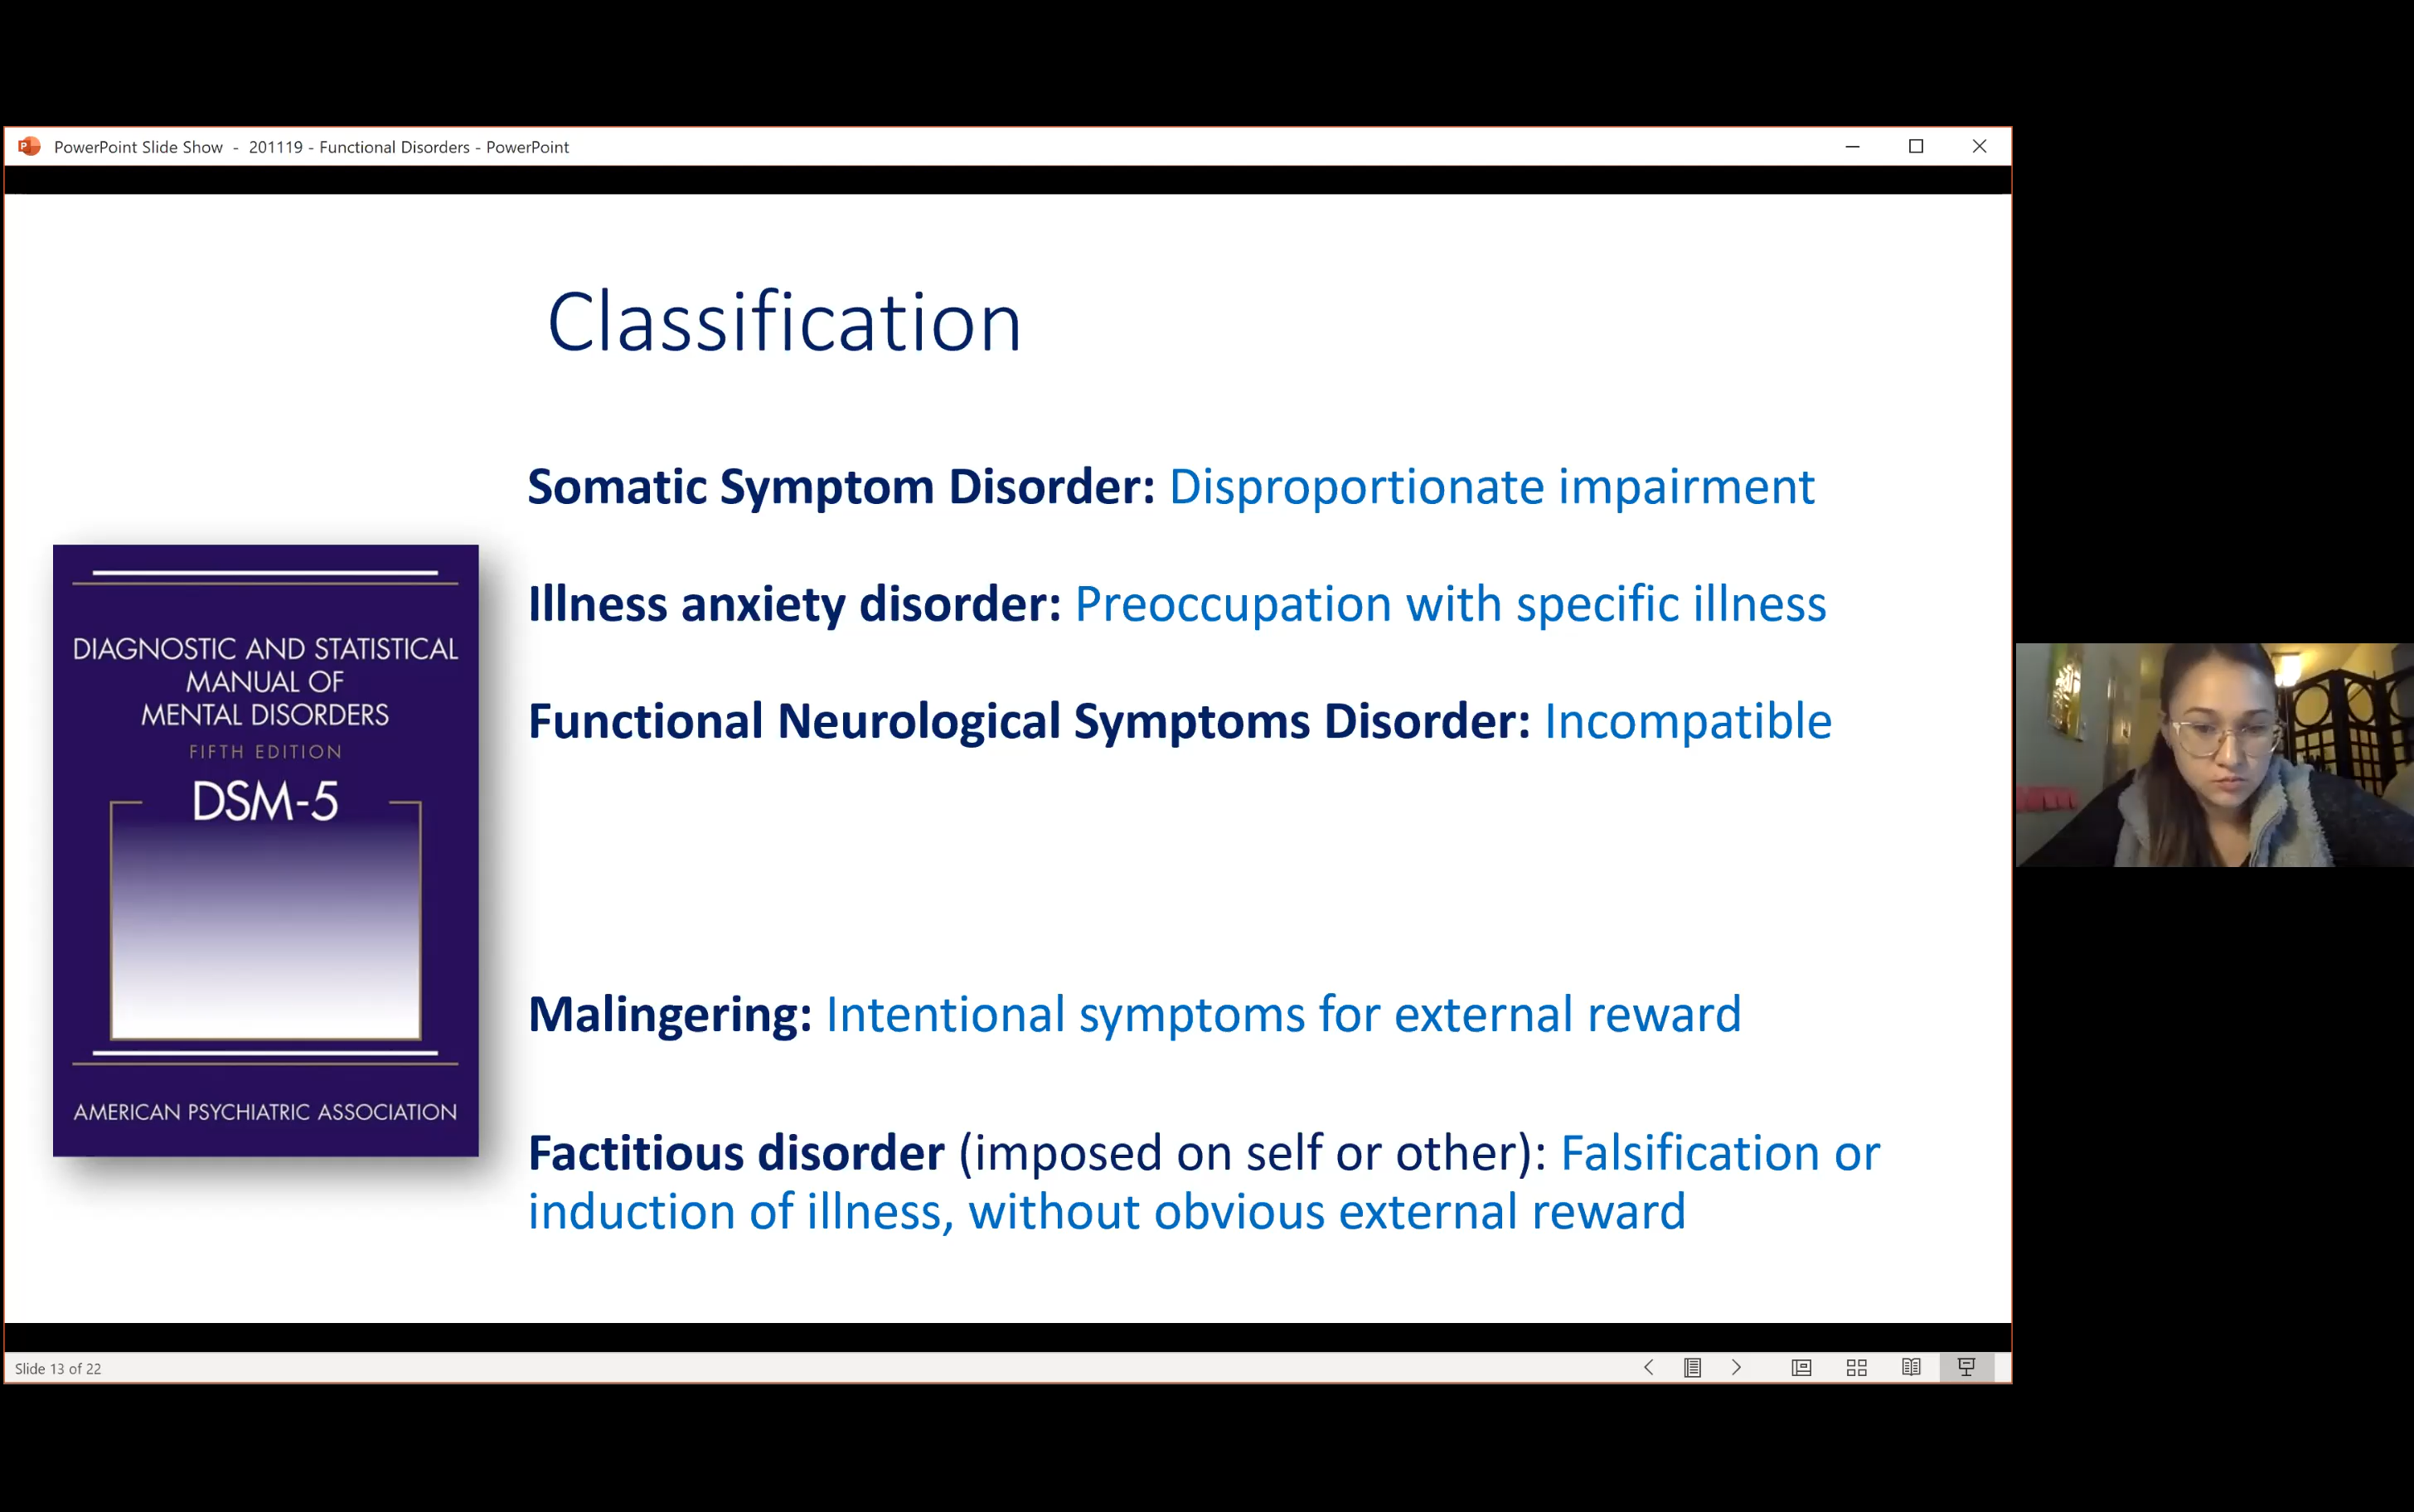 PowerPoint Slide Show - 201119 - Functional Disorders - PowerPoint
Classification
Somatic Symptom Disorder: Disproportionate impairment
Illness anxiety disorder: Preoccupation with specific illness
Functional Neurological Symptoms Disorder: Incompatible
Malingering: Intentional symptoms for external reward
Factitious disorder (imposed on self or other): Falsification or
induction of illness, without obvious external reward
DIAGNOSTIC AND STATISTICAL
MANUAL OF
MENTAL DISORDERS
FIFTH EDITION
DSM-5
AMERICAN PSYCHIATRIC ASSOCIATION
Slide 13 of 22